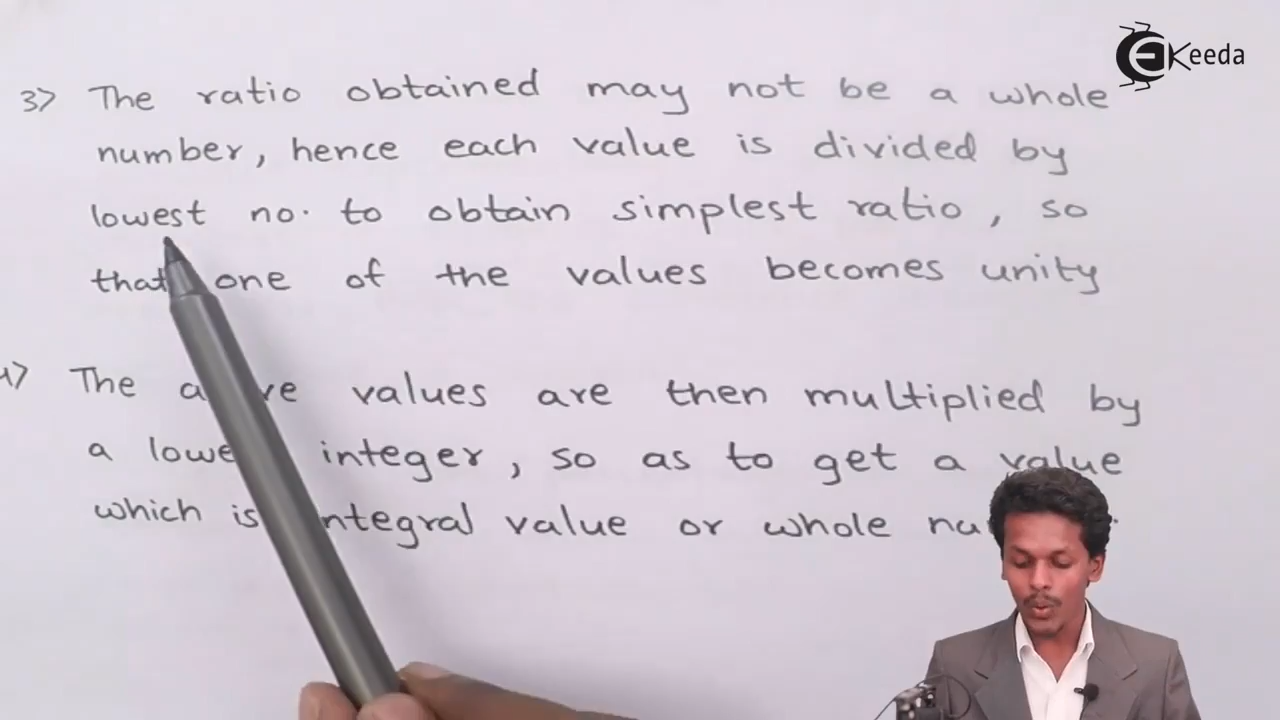 Keeda
3) The ratio obtained may not be a whole
number, hence each value is divided by
lowest no. to obtain simplest ratio, so
that one of the values becomes unity
4) The values are then multiplied by
a integer, so as to get a value
which is integral value or whole